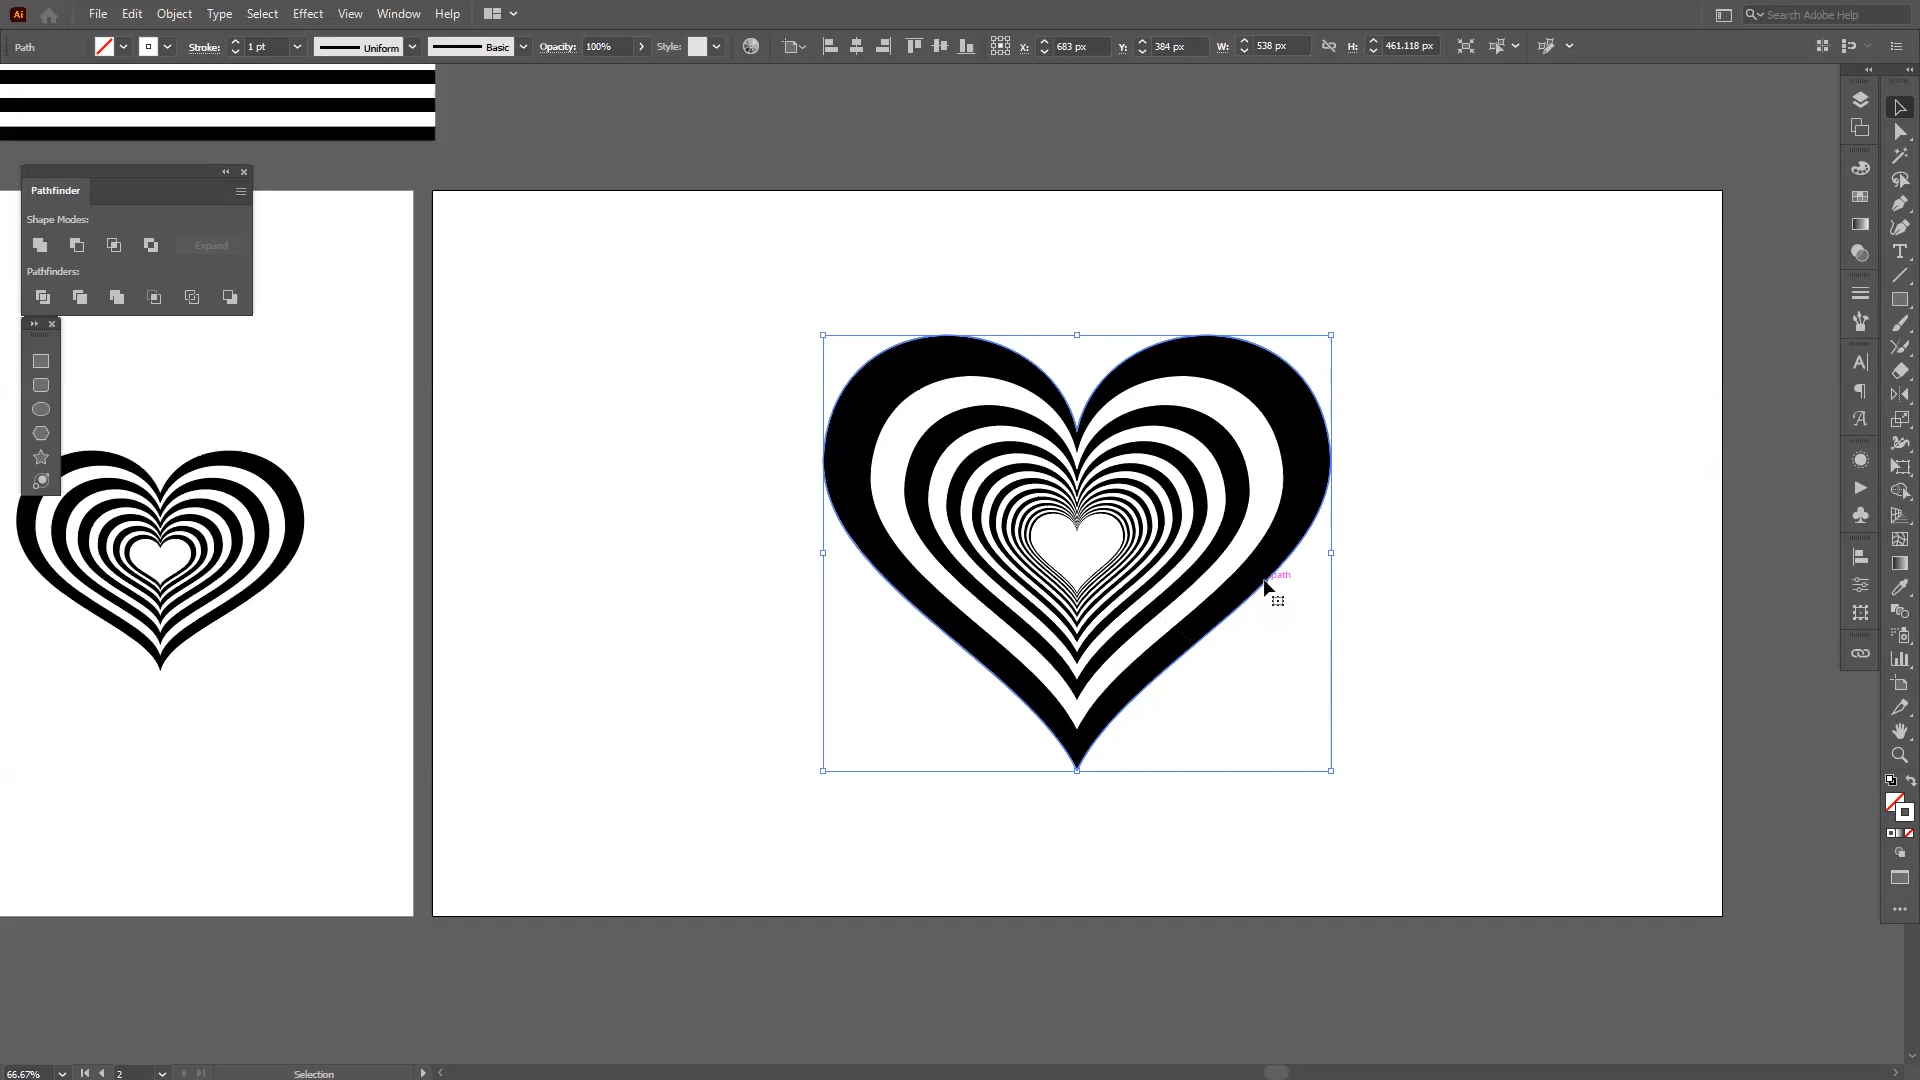 Ai File Edit Object Type Select Effect View Window Help Search Adobe Help
Path Stroke: 1 pt Uniform Basic Opacity: 100% Style: X: 683 px Y: 384 px W: 538 px H: 461.118 px
Pathfinder
Shape Modes:
Expand
Pathfinders:
path
66.67% 2 Selection